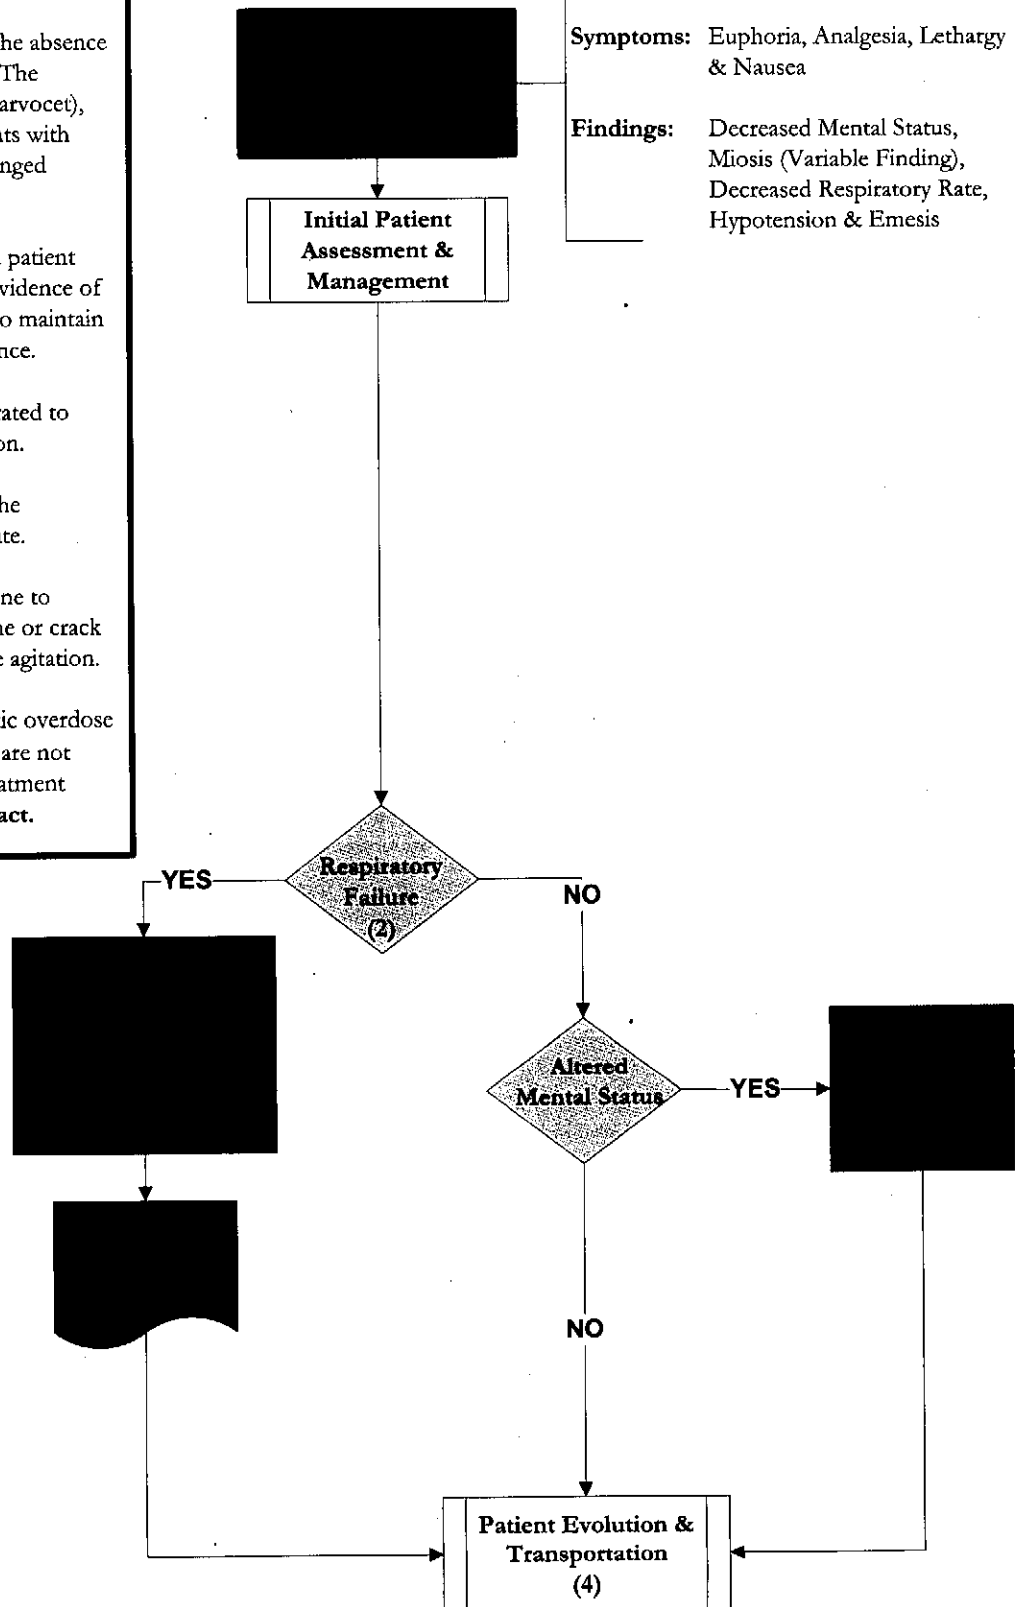 he absence
The
arvocet),
ts with
nged
patient
vidence of
o maintain
nce.
ated to
on.
he
te.
ne to
e or crack
e agitation.
ic overdose
are not
atment
act.
Symptoms: Euphoria, Analgesia, Lethargy
& Nausea
Findings: Decreased Mental Status,
Miosis (Variable Finding),
Decreased Respiratory Rate,
Hypotension & Emesis
Initial Patient
Assessment &
Management
Respiratory
Failure
(2)
YES
NO
Altered
Mental Status
YES
NO
Patient Evolution &
Transportation
(4)